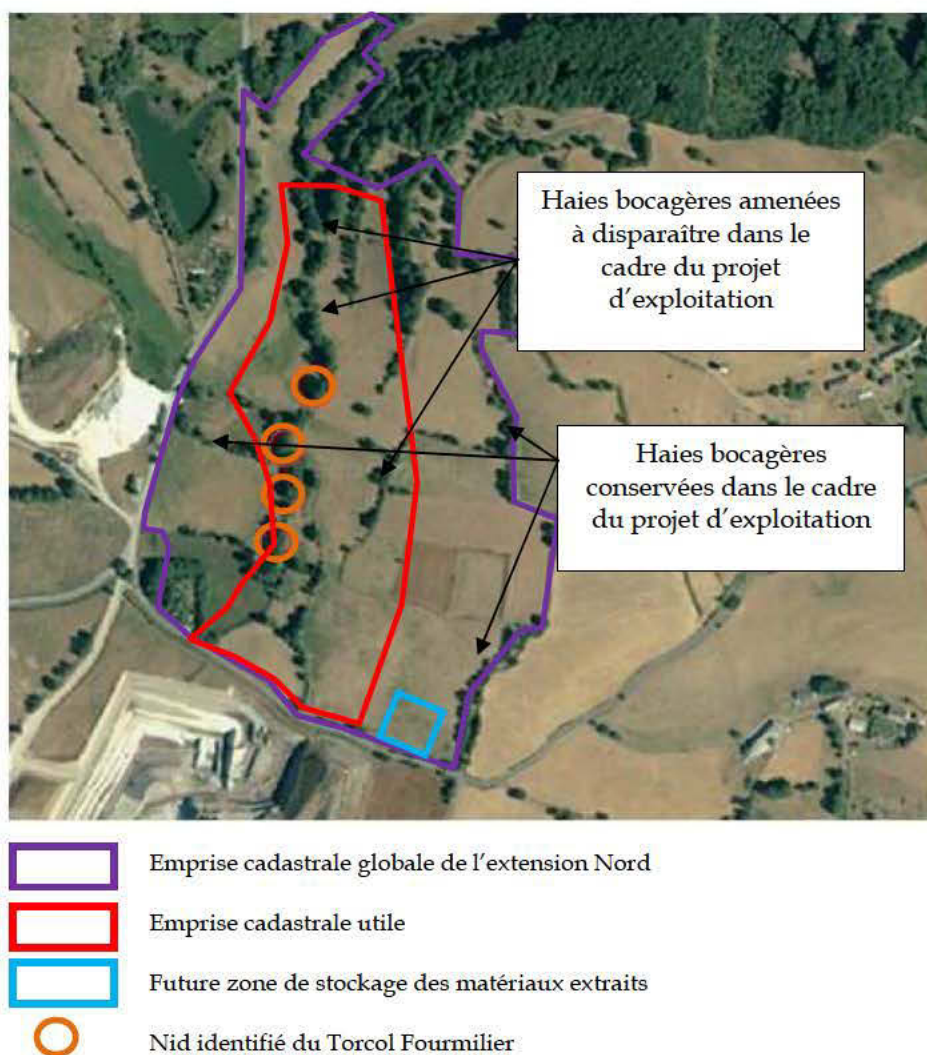 Haies bocagères amenées
à disparaître dans le
cadre du projet
d’exploitation
Haies bocagères
conservées dans le cadre
du projet d’exploitation
Emprise cadastrale globale de l’extension Nord
Emprise cadastrale utile
Future zone de stockage des matériaux extraits
Nid identifié du Torcol Fourmilier